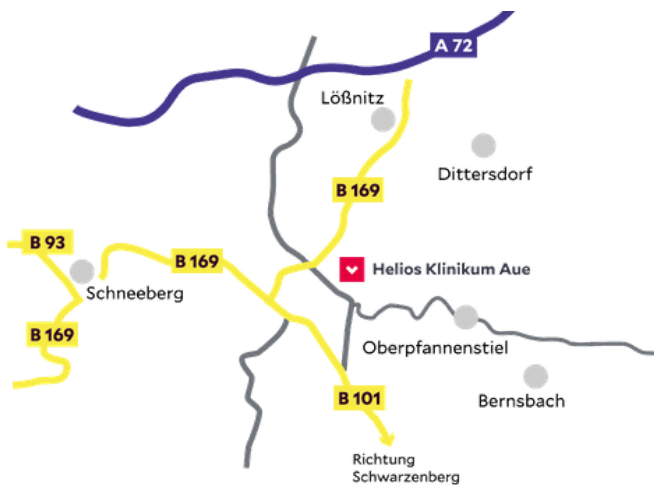 A 72
Lößnitz
Dittersdorf
B 169
B 93
B 169
Helios Klinikum Aue
Schneeberg
B 169
Oberpfannenstiel
B 101
Bernsbach
Richtung
Schwarzenberg